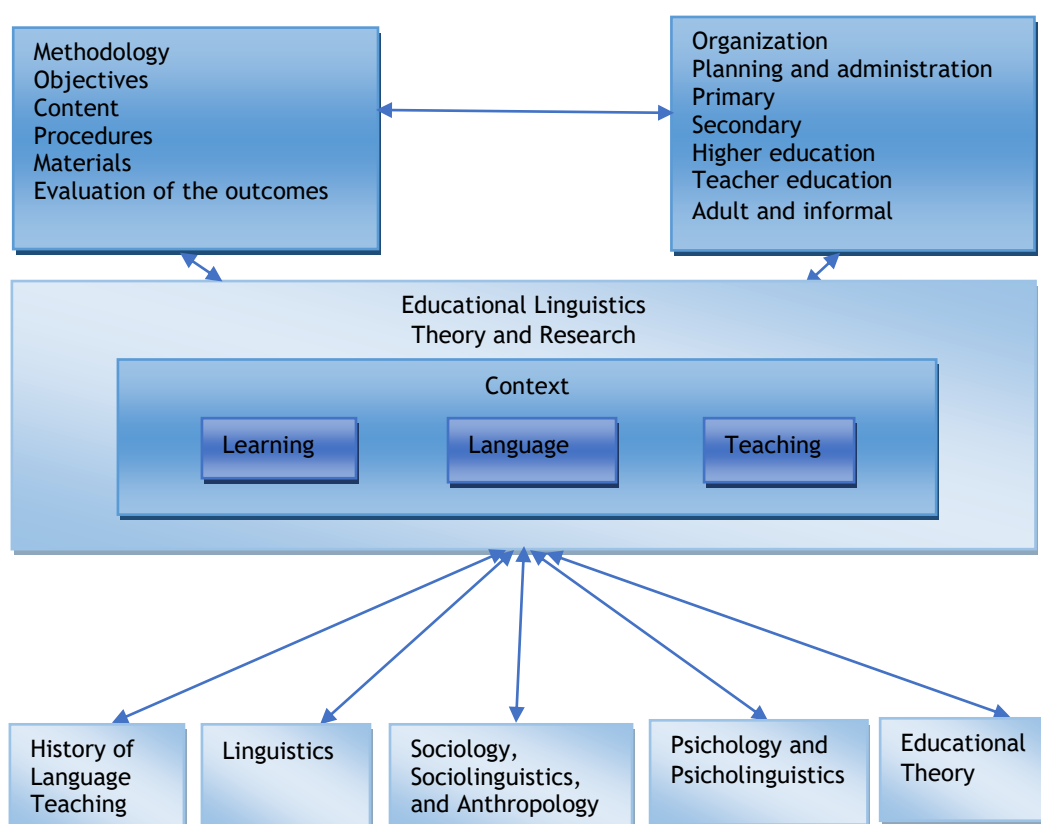 Methodology
Objectives
Content
Procedures
Materials
Evaluation of the outcomes
Organization
Planning and administration
Primary
Secondary
Higher education
Teacher education
Adult and informal
Educational Linguistics
Theory and Research
Context
Learning
Language
Teaching
History of
Language
Teaching
Linguistics
Sociology,
Sociolinguistics,
and Anthropology
Psichology and
Psicholinguistics
Educational
Theory